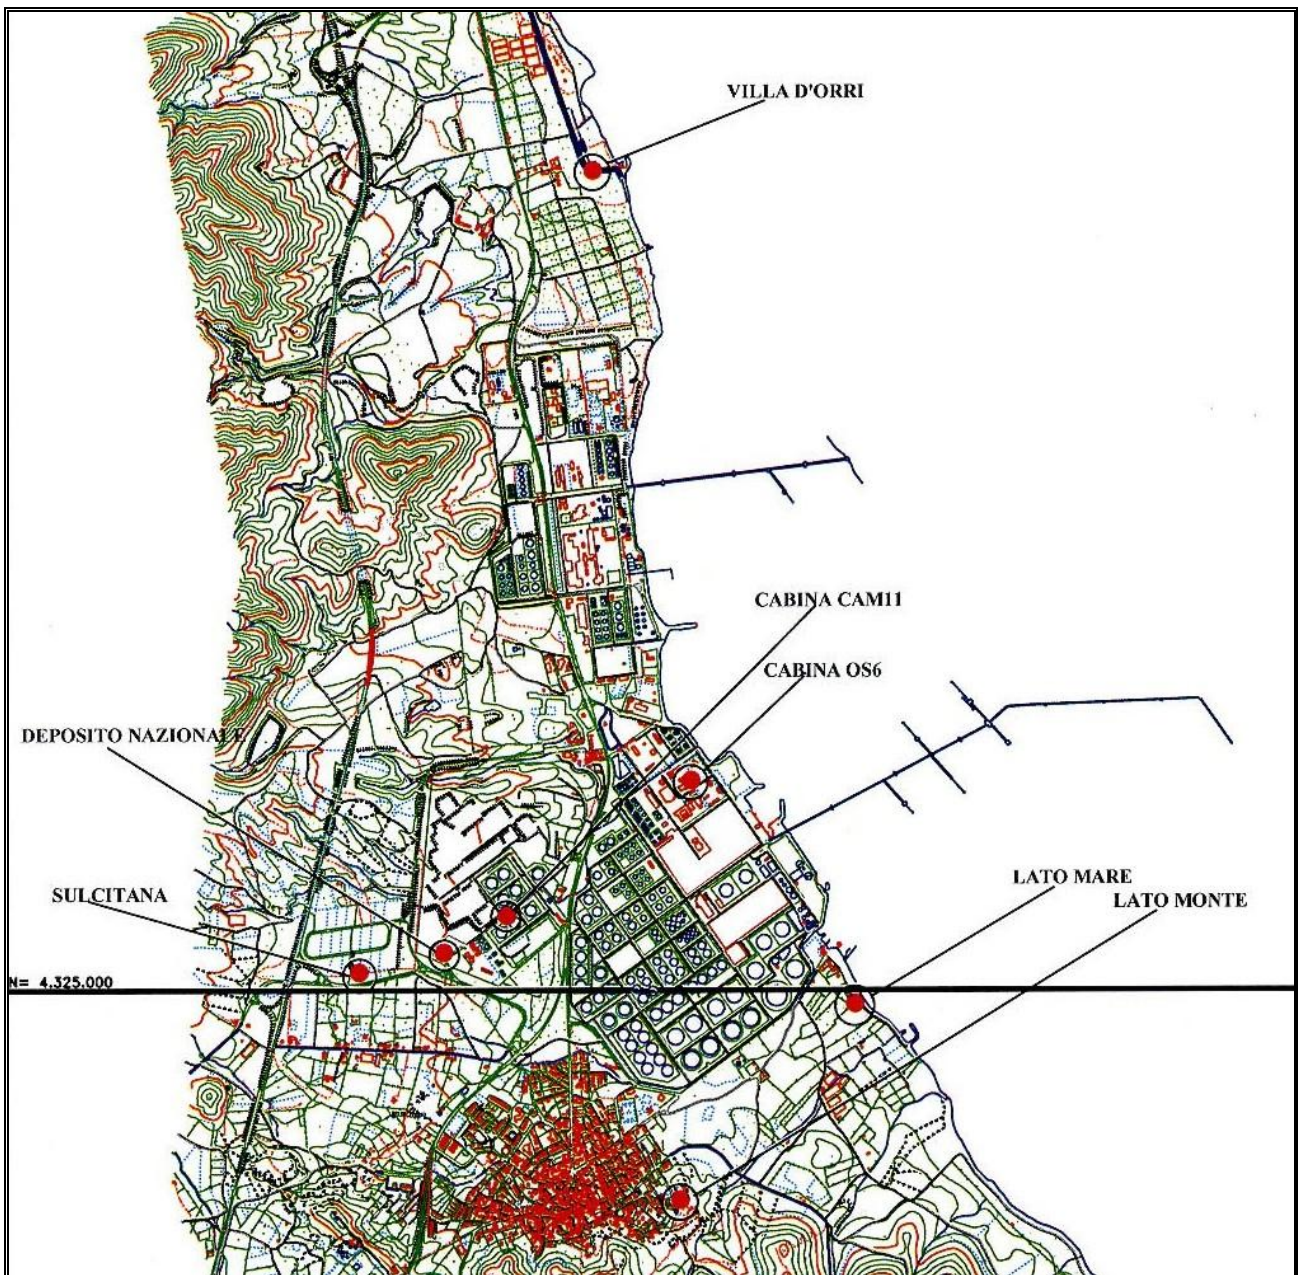 VILLA D'ORRI
CABINA CAM11
CABINA OS6
DEPOSITO NAZIONALE
SULCITANA
LATO MARE
LATO MONTE
N= 4.325.000